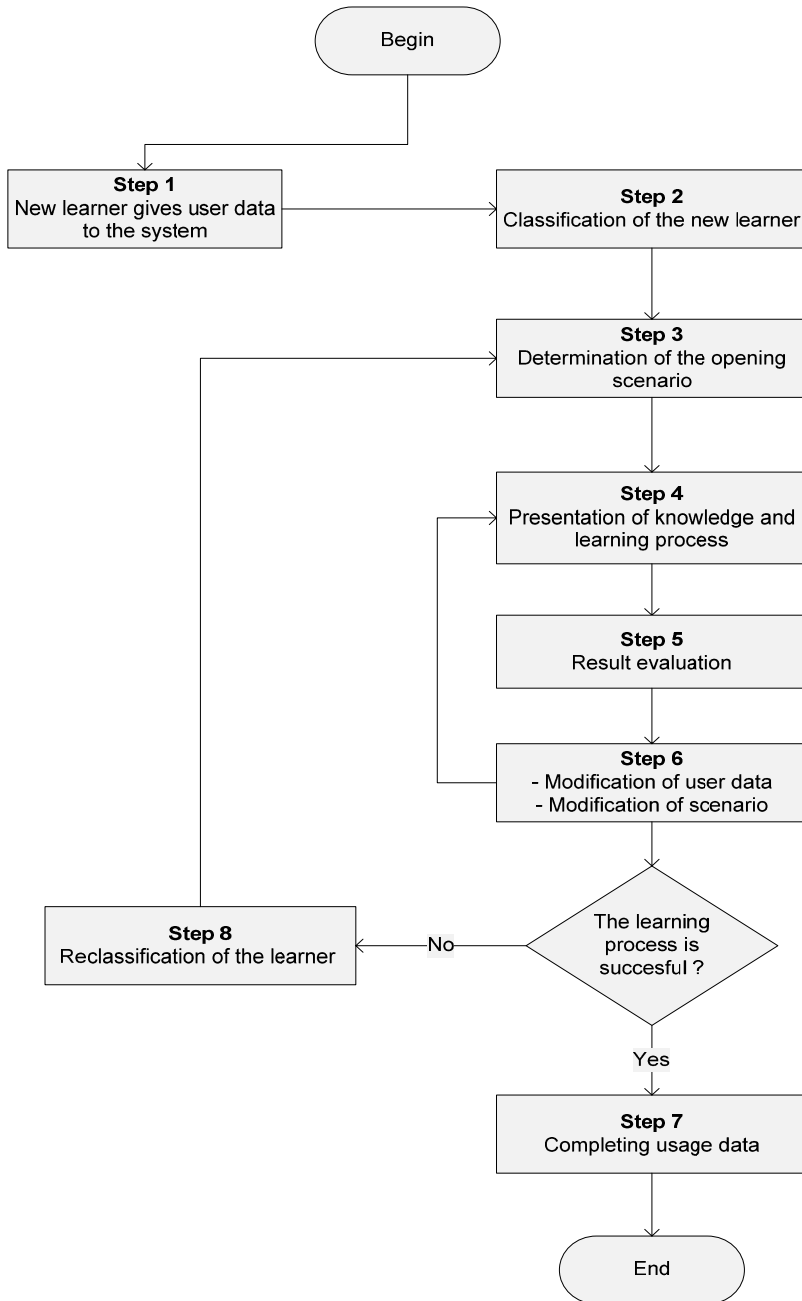 Begin
Step 1
New learner gives user data
to the system
Step 2
Classification of the new learner
Step 3
Determination of the opening
scenario
Step 4
Presentation of knowledge and
learning process
Step 5
Result evaluation
Step 6
- Modification of user data
- Modification of scenario
The learning
process is
succesful ?
No
Step 8
Reclassification of the learner
Yes
Step 7
Completing usage data
End